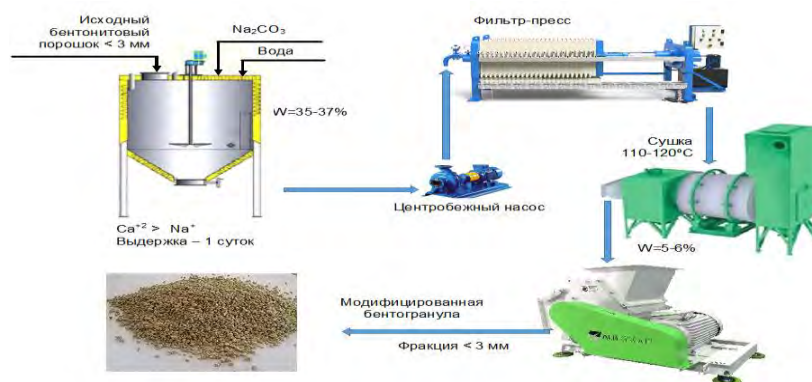 Исходный
бентонитовый
порошок < 3 мм
Na₂CO₃
Вода
W=35-37%
Ca⁺² > Na⁺
Выдержка – 1 суток
Центробежный насос
Фильтр-пресс
Сушка
110-120°C
W=5-6%
Модифицированная
бентогранула
Фракция < 3 мм